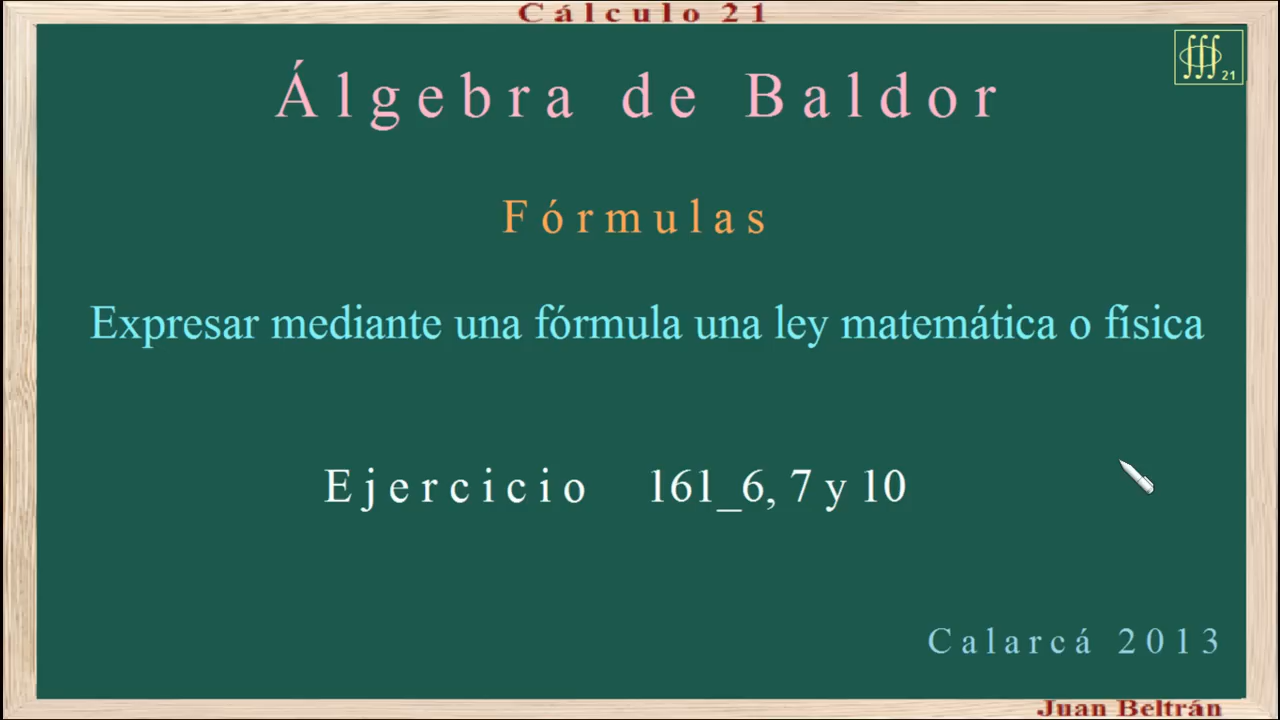 Cálculo 21
∯ 21
Álgebra de Baldor
Fórmulas
Expresar mediante una fórmula una ley matemática o física
Ejercicio 161_6, 7 y 10
Calarcá 2013
Juan Beltrán